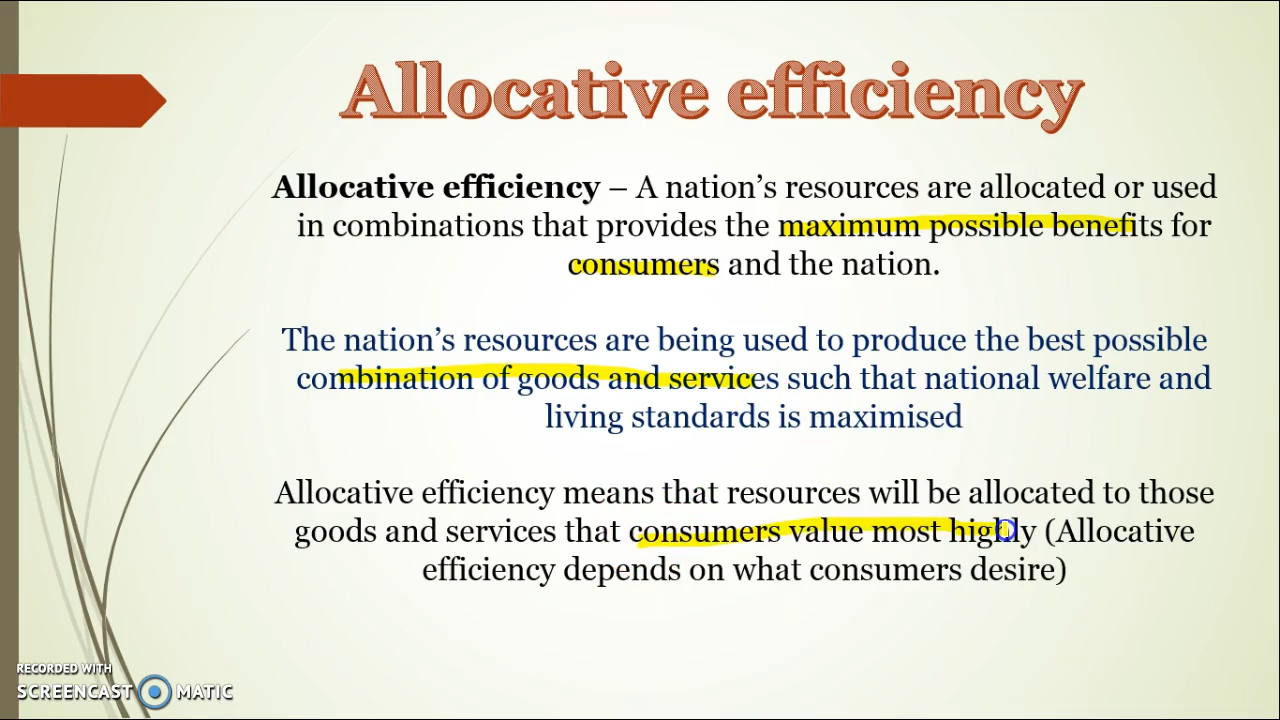 Allocative efficiency
Allocative efficiency – A nation’s resources are allocated or used
in combinations that provides the maximum possible benefits for
consumers and the nation.
The nation’s resources are being used to produce the best possible
combination of goods and services such that national welfare and
living standards is maximised
Allocative efficiency means that resources will be allocated to those
goods and services that consumers value most highly (Allocative
efficiency depends on what consumers desire)
RECORDED WITH
SCREENCAST MATIC